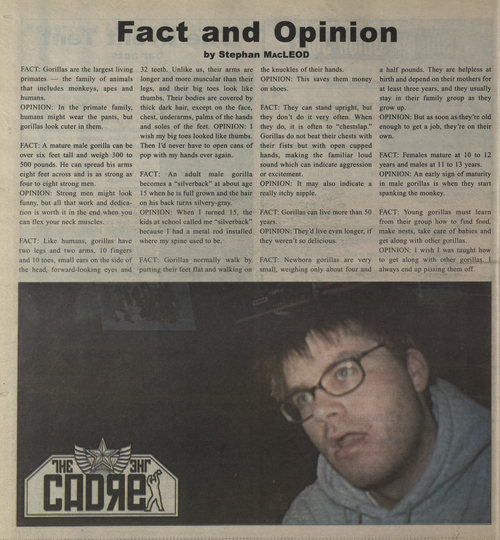 Fact and Opinion
by Stephan MacLEOD
FACT: Gorillas are the largest living
primates — the family of animals
that includes monkeys, apes and
humans.
OPINION: In the primate family,
humans might wear the pants, but
gorillas look cuter in them.
FACT: A mature male gorilla can be
over six feet tall and weigh 300 to
500 pounds. He can spread his arms
eight feet across and is as strong as
four to eight strong men.
OPINION: Strong men might look
funny, but all that work and dedica-
tion is worth it in the end when you
can flex your neck muscles.
FACT: Like humans, gorillas have
two legs and two arms, 10 fingers
and 10 toes, small ears on the side of
the head, forward-looking eyes and
32 teeth. Unlike us, their arms are
longer and more muscular than their
legs, and their big toes look like
thumbs. Their bodies are covered by
thick dark hair, except on the face,
chest, underarms, palms of the hands
and soles of the feet. OPINION: I
wish my big toes looked like thumbs.
Then I'd never have to open cans of
pop with my hands ever again.
FACT: An adult male gorilla
becomes a "silverback" at about age
15 when he is full grown and the hair
on his back turns silvery-gray.
OPINION: When I turned 15, the
kids at school called me "silverback"
because I had a metal rod installed
where my spine used to be.
FACT: Gorillas normally walk by
putting their feet flat and walking on
the knuckles of their hands.
OPINION: This saves them money
on shoes.
FACT: They can stand upright, but
they don't do it very often. When
they do, it is often to "chestslap."
Gorillas do not beat their chests with
their fists but with open cupped
hands, making the familiar loud
sound which can indicate aggression
or excitement.
OPINION: It may also indicate a
really itchy nipple.
FACT: Gorillas can live more than 50
years.
OPINION: They'd live even longer, if
they weren't so delicious.
FACT: Newborn gorillas are very
small, weighing only about four and
a half pounds. They are helpless at
birth and depend on their mothers for
at least three years, and they usually
stay in their family group as they
grow up.
OPINION: But as soon as they're old
enough to get a job, they're on their
own.
FACT: Females mature at 10 to 12
years and males at 11 to 13 years.
OPINION: An early sign of maturity
in male gorillas is when they start
spanking the monkey.
FACT: Young gorillas must learn
from their group how to find food,
make nests, take care of babies and
get along with other gorillas.
OPINION: I wish I was taught how
to get along with other gorillas. I
always end up pissing them off.
THE THE
CADRE